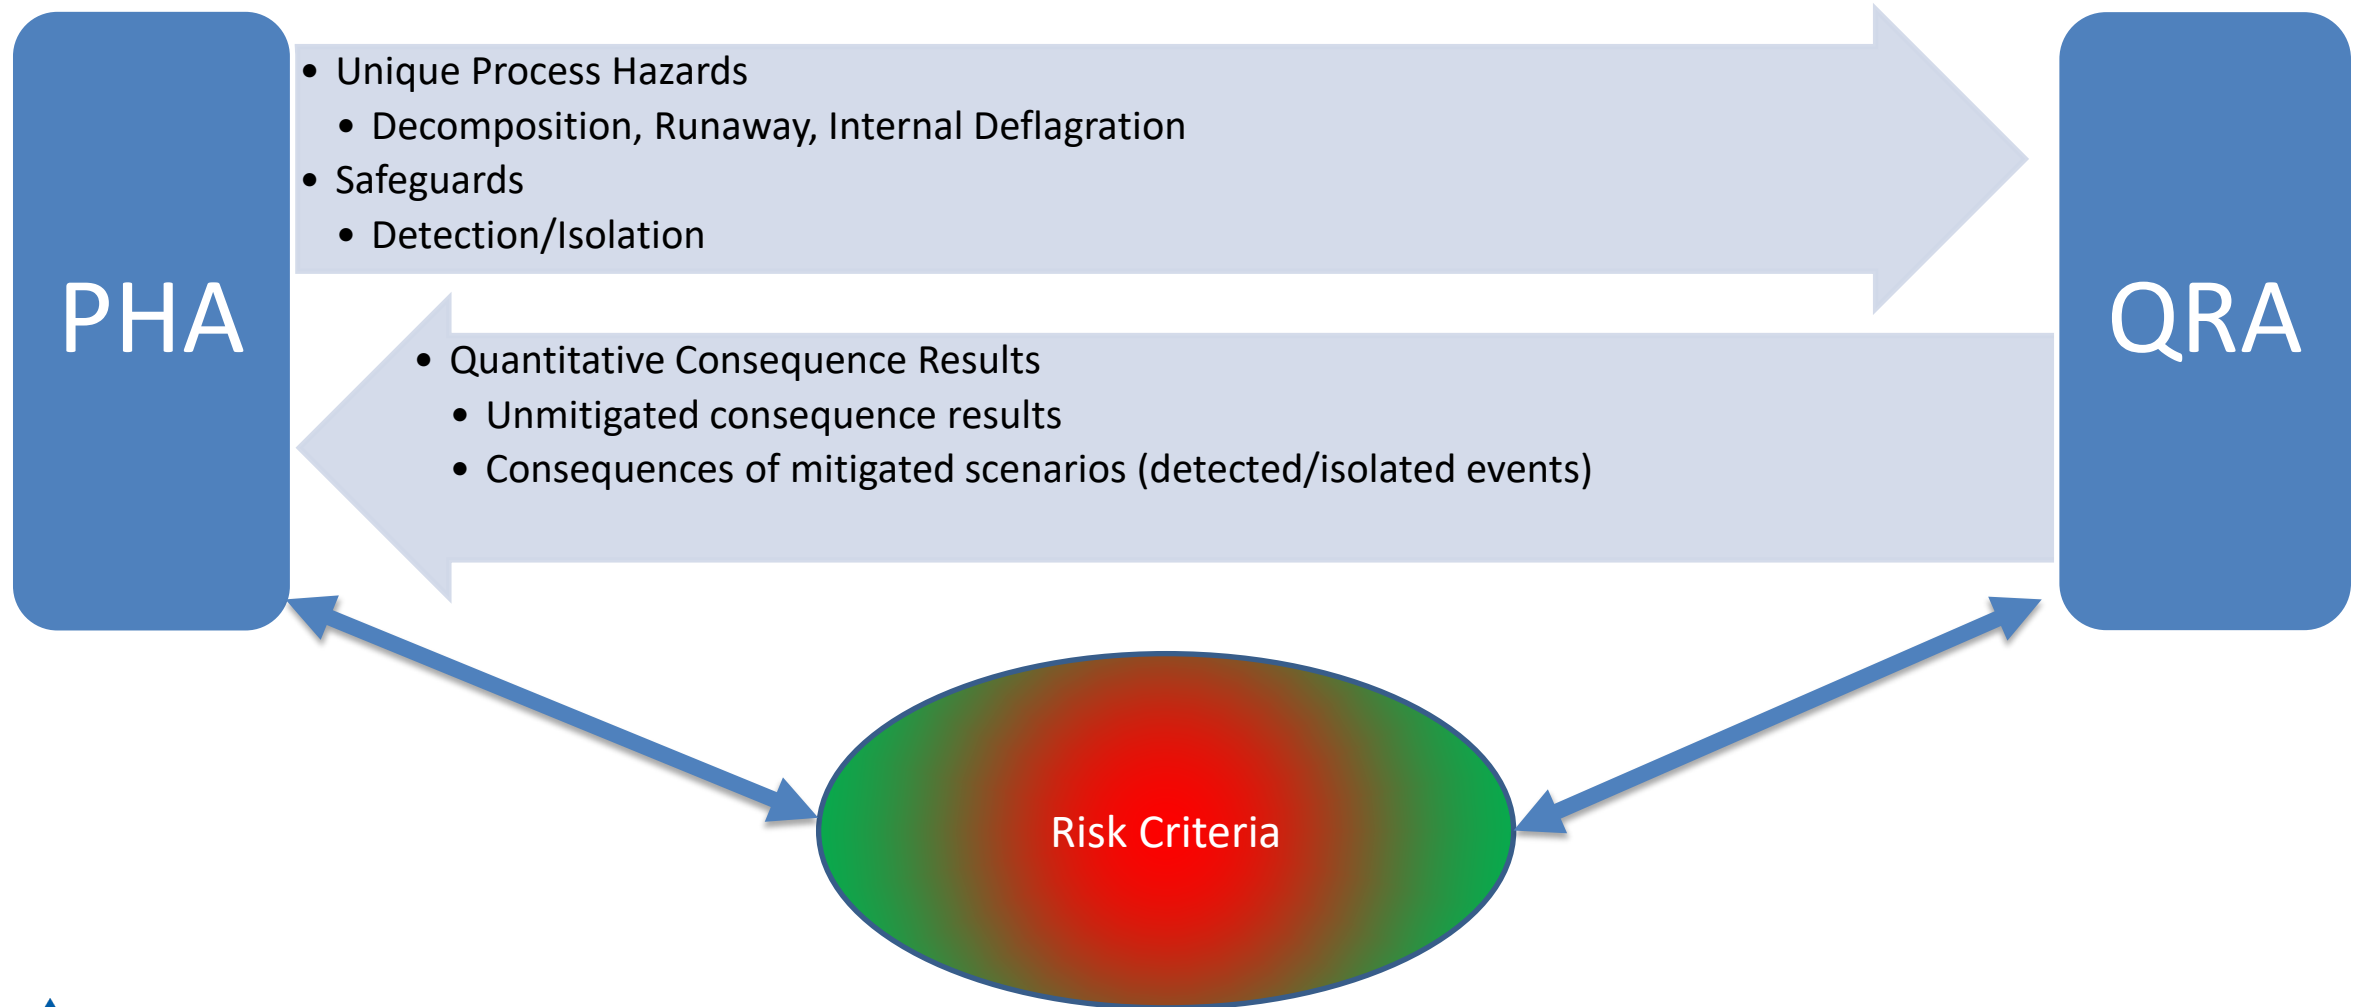 PHA
• Unique Process Hazards
• Decomposition, Runaway, Internal Deflagration
• Safeguards
• Detection/Isolation
QRA
• Quantitative Consequence Results
• Unmitigated consequence results
• Consequences of mitigated scenarios (detected/isolated events)
Risk Criteria